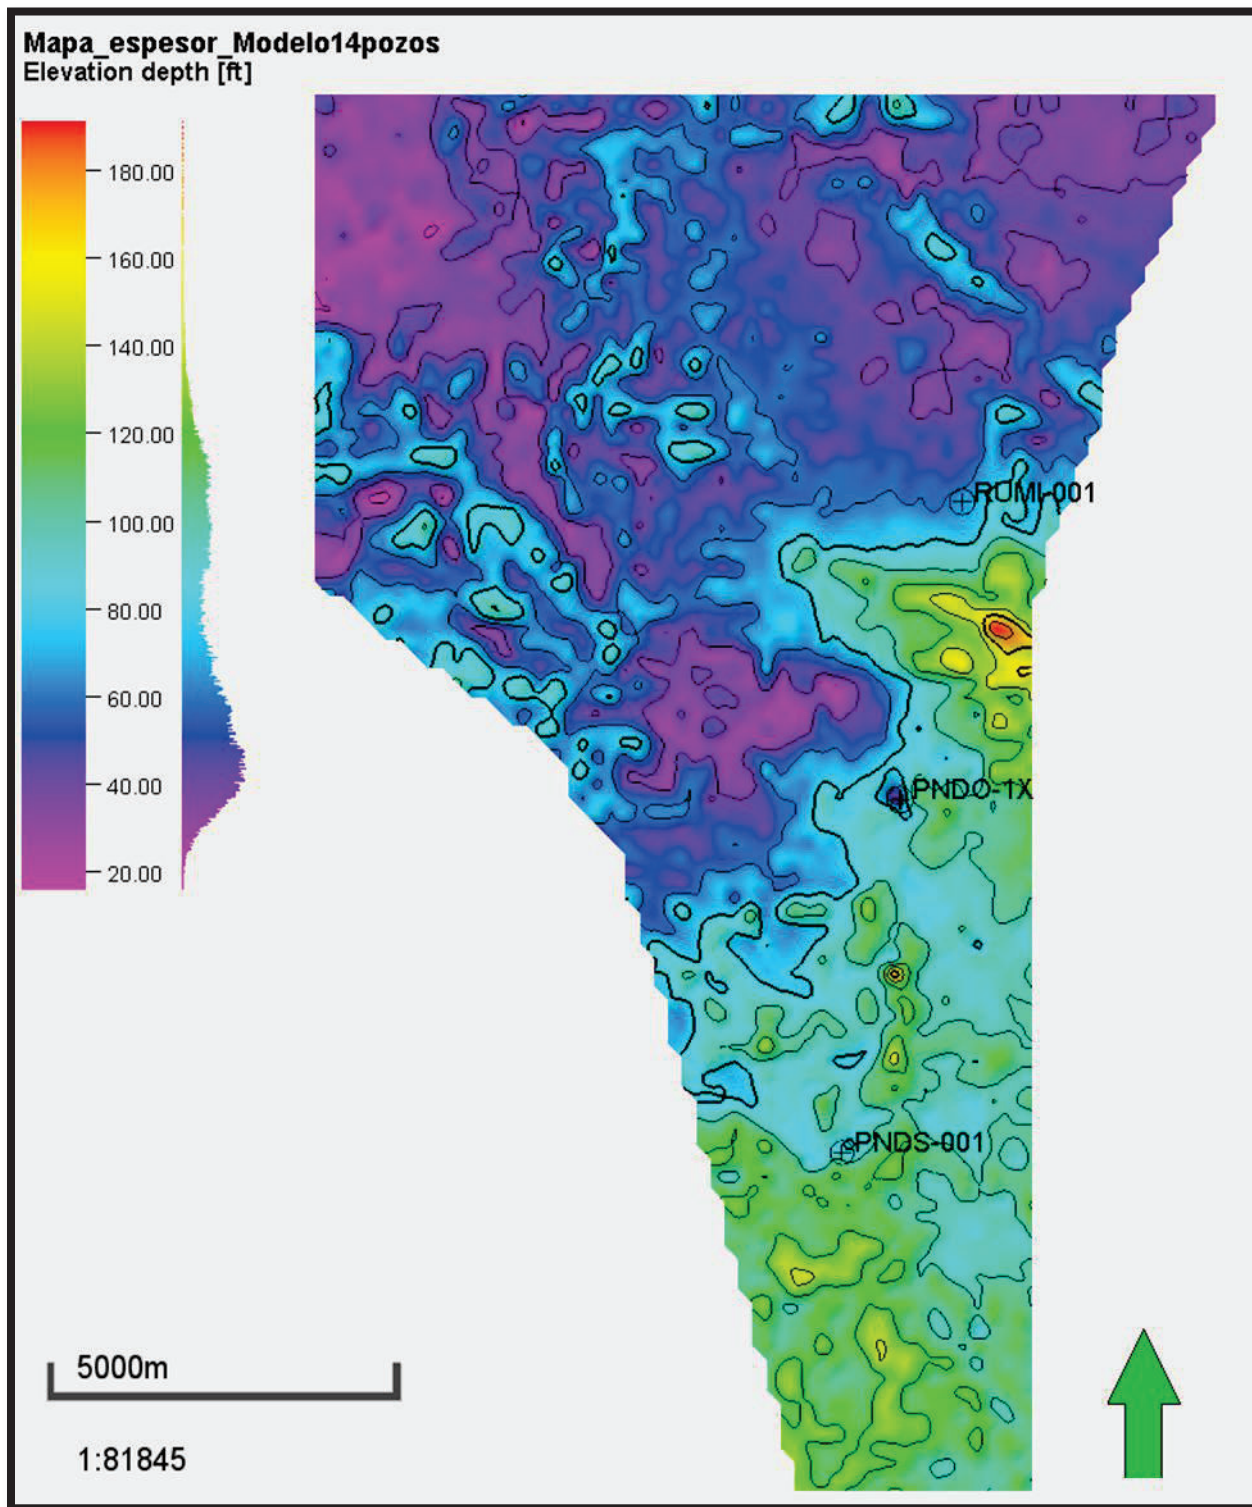 Mapa_espesor_Modelo14pozos
Elevation depth [ft]
180.00
160.00
140.00
120.00
100.00
80.00
60.00
40.00
20.00
RUMI-001
PNDO-1X
PNDS-001
5000m
1:81845